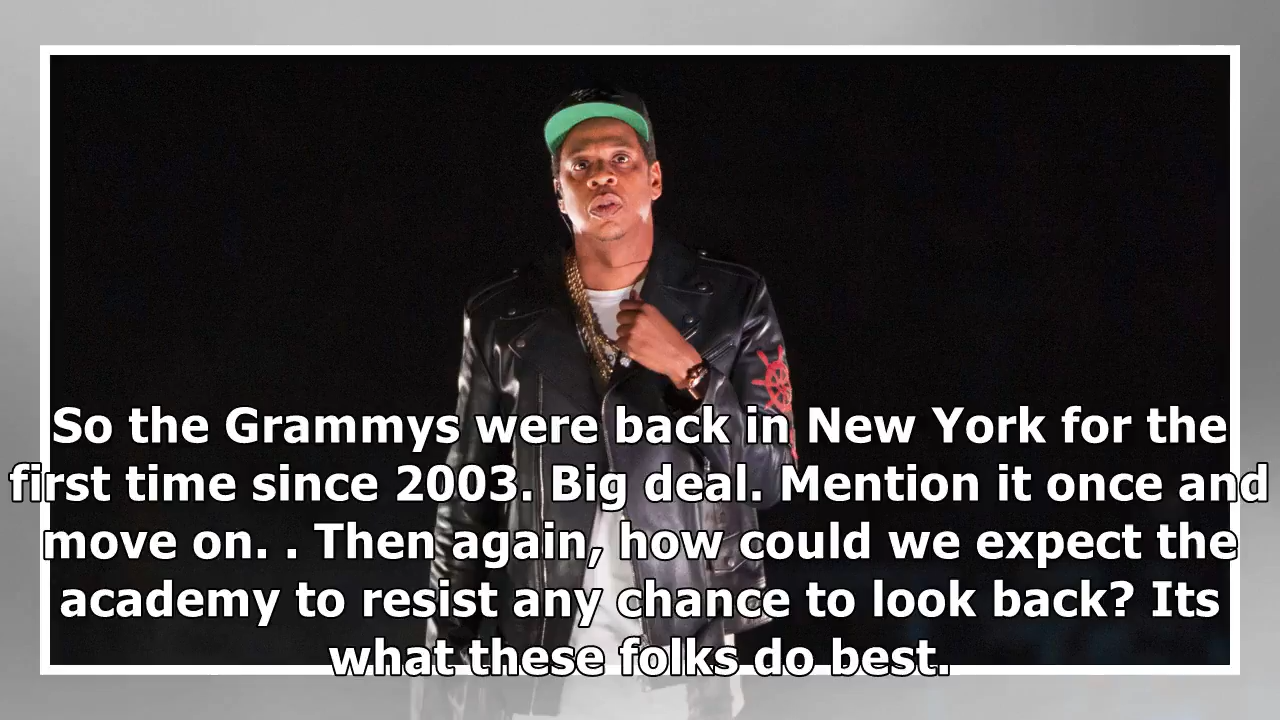 So the Grammys were back in New York for the
first time since 2003. Big deal. Mention it once and
move on. . Then again, how could we expect the
academy to resist any chance to look back? Its
what these folks do best.